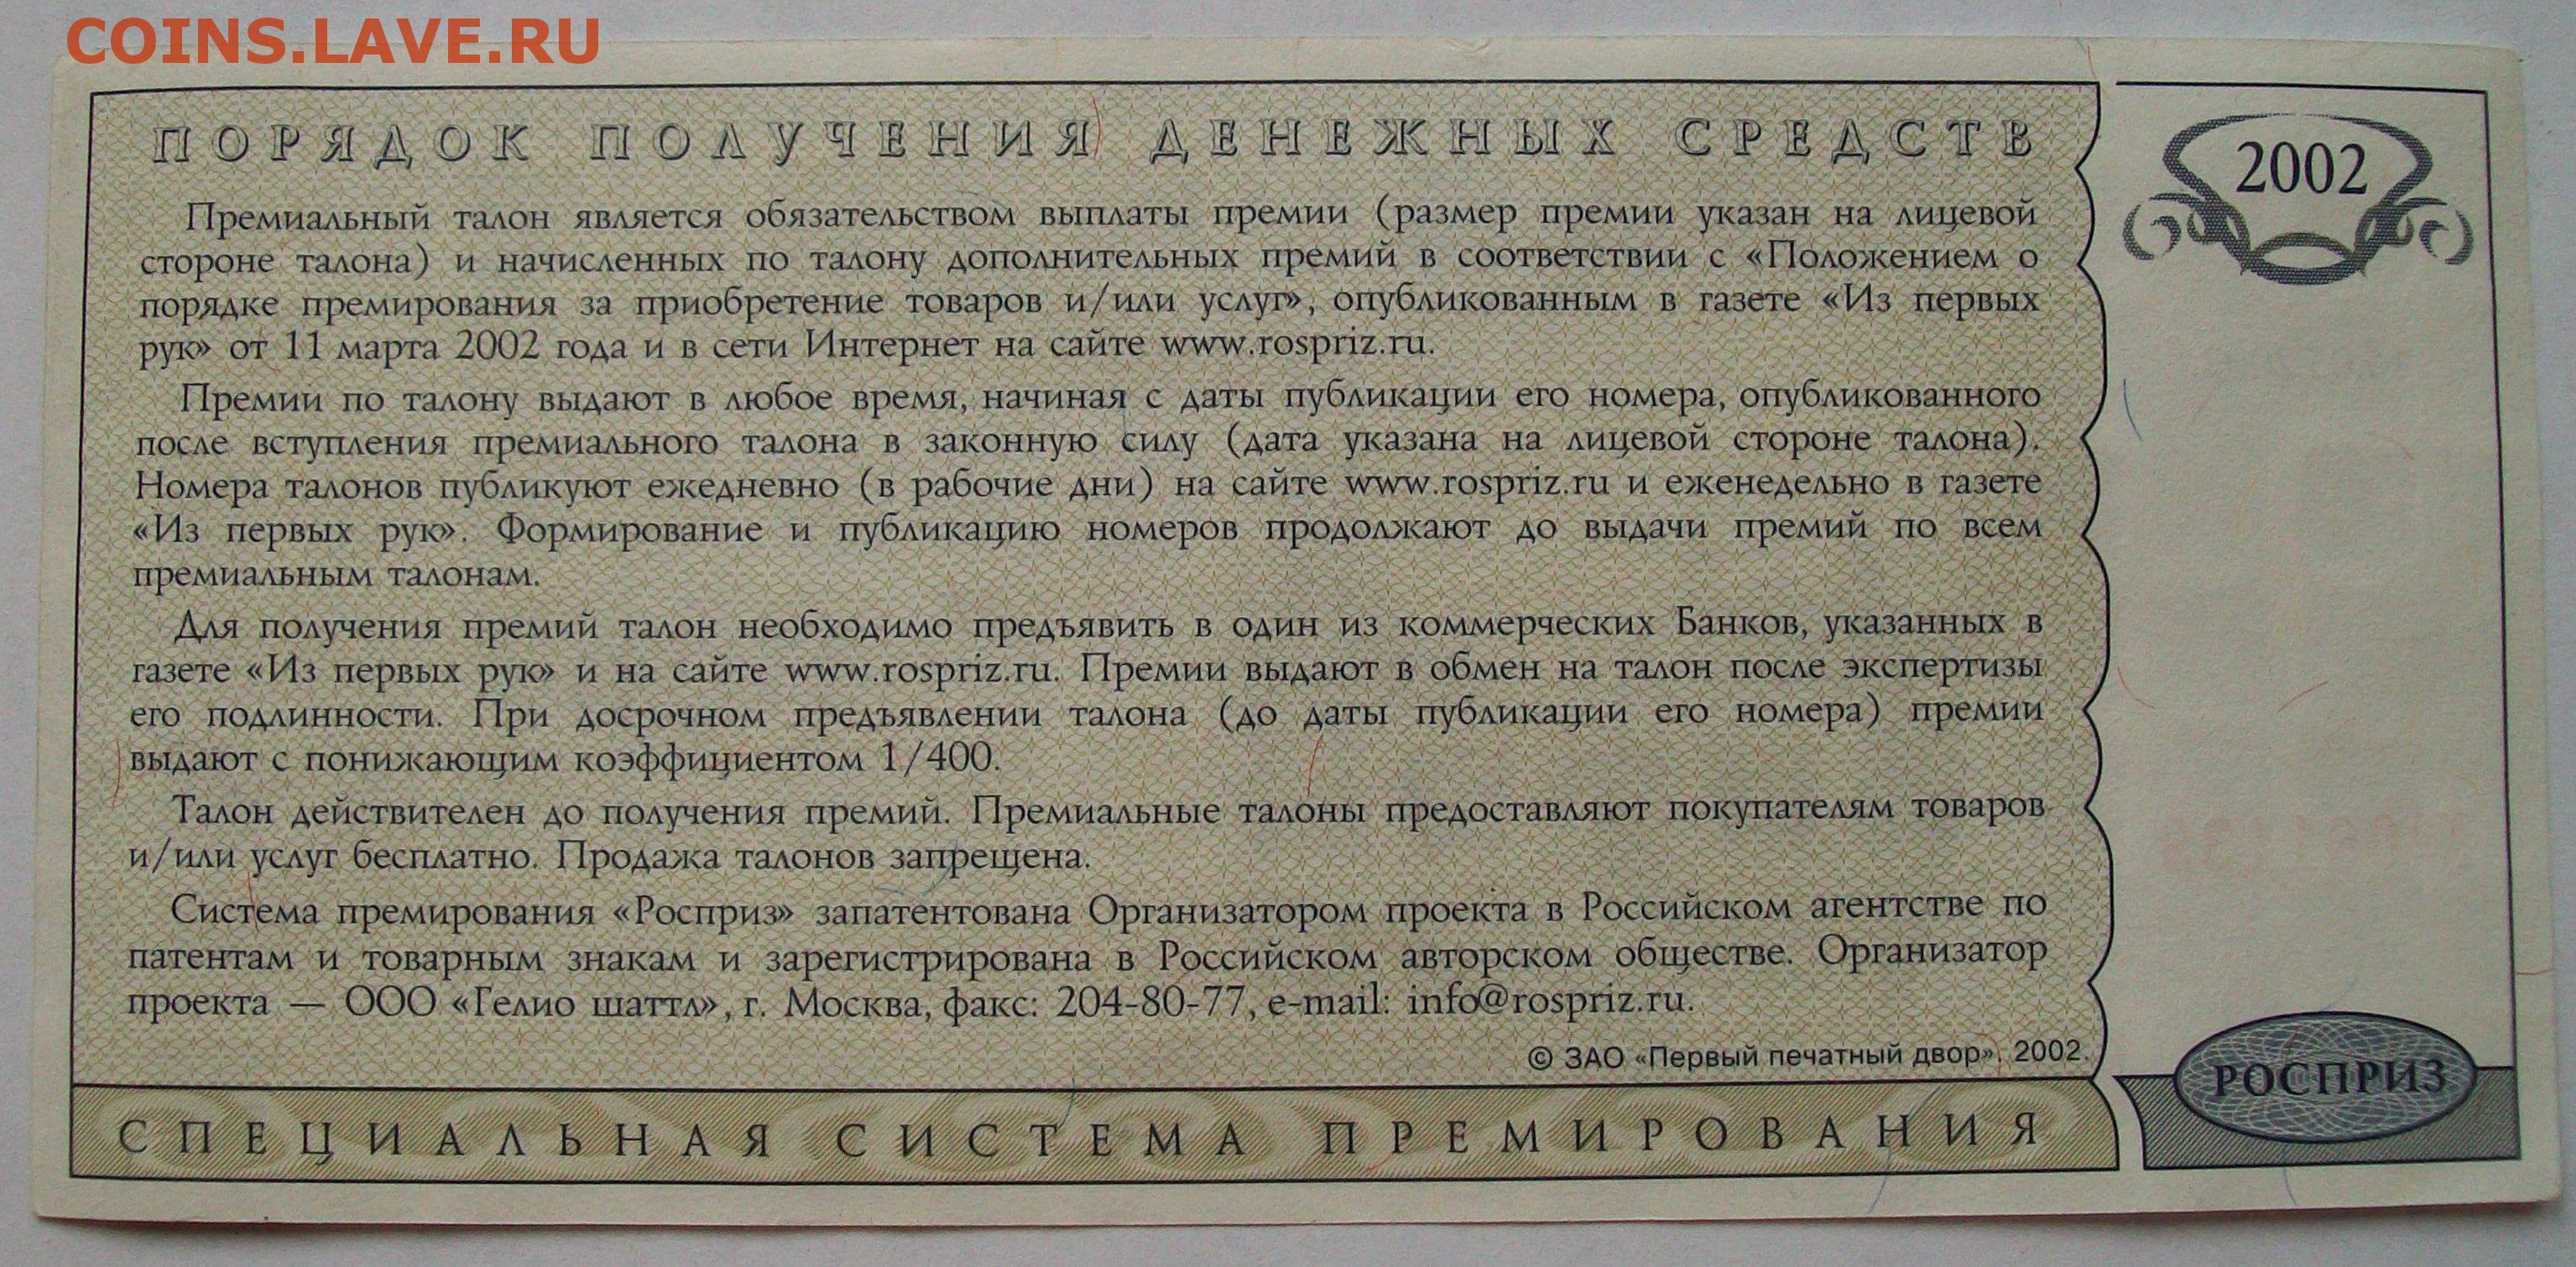 COINS.LAVE.RU
ПОРЯДОК ПОЛУЧЕНИЯ ДЕНЕЖНЫХ СРЕДСТВ
2002
Премиальный талон является обязательством выплаты премии (размер премии указан на лицевой
стороне талона) и начисленных по талону дополнительных премий в соответствии с «Положением о
порядке премирования за приобретение товаров и/или услуг», опубликованным в газете «Из первых
рук» от 11 марта 2002 года и в сети Интернет на сайте www.rospriz.ru.
Премии по талону выдают в любое время, начиная с даты публикации его номера, опубликованного
после вступления премиального талона в законную силу (дата указана на лицевой стороне талона).
Номера талонов публикуют ежедневно (в рабочие дни) на сайте www.rospriz.ru и еженедельно в газете
«Из первых рук». Формирование и публикацию номеров продолжают до выдачи премий по всем
премиальным талонам.
Для получения премий талон необходимо предъявить в один из коммерческих Банков, указанных в
газете «Из первых рук» и на сайте www.rospriz.ru. Премии выдают в обмен на талон после экспертизы
его подлинности. При досрочном предъявлении талона (до даты публикации его номера) премии
выдают с понижающим коэффициентом 1/400.
Талон действителен до получения премий. Премиальные талоны предоставляют покупателям товаров
и/или услуг бесплатно. Продажа талонов запрещена.
Система премирования «Росприз» запатентована Организатором проекта в Российском агентстве по
патентам и товарным знакам и зарегистрирована в Российском авторском обществе. Организатор
проекта — ООО «Гелио шаттл», г. Москва, факс: 204-80-77, e-mail: info@rospriz.ru.
© ЗАО «Первый печатный двор», 2002.
РОСПРИЗ
СПЕЦИАЛЬНАЯ СИСТЕМА ПРЕМИРОВАНИЯ